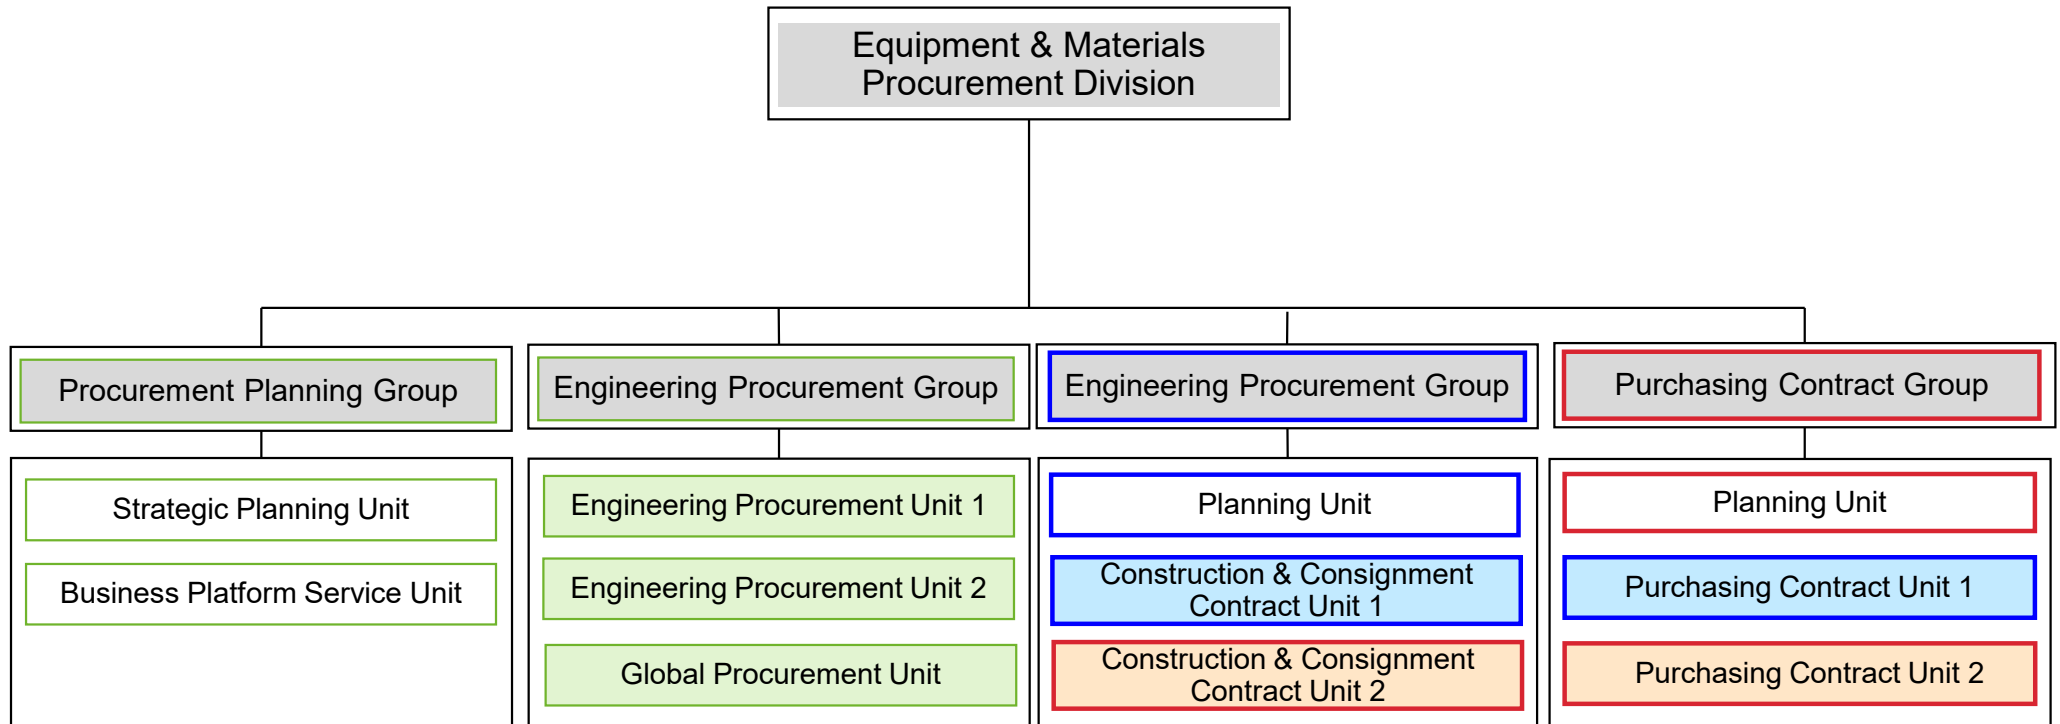 Equipment & Materials
Procurement Division
Procurement Planning Group
Engineering Procurement Group
Engineering Procurement Group
Purchasing Contract Group
Strategic Planning Unit
Business Platform Service Unit
Engineering Procurement Unit 1
Engineering Procurement Unit 2
Global Procurement Unit
Planning Unit
Construction & Consignment
Contract Unit 1
Construction & Consignment
Contract Unit 2
Planning Unit
Purchasing Contract Unit 1
Purchasing Contract Unit 2